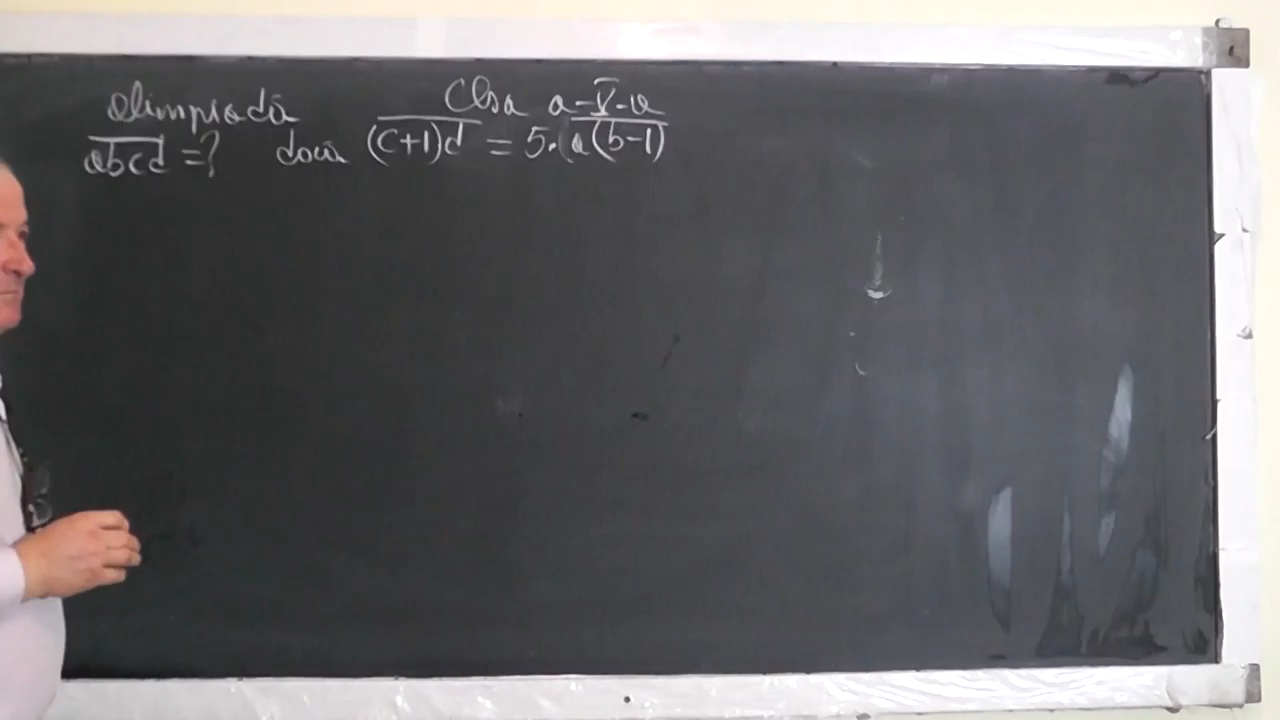 Olimpiadă Clsa a-V-a
abcd = ? dacă (c+1)d = 5·a(b-1)